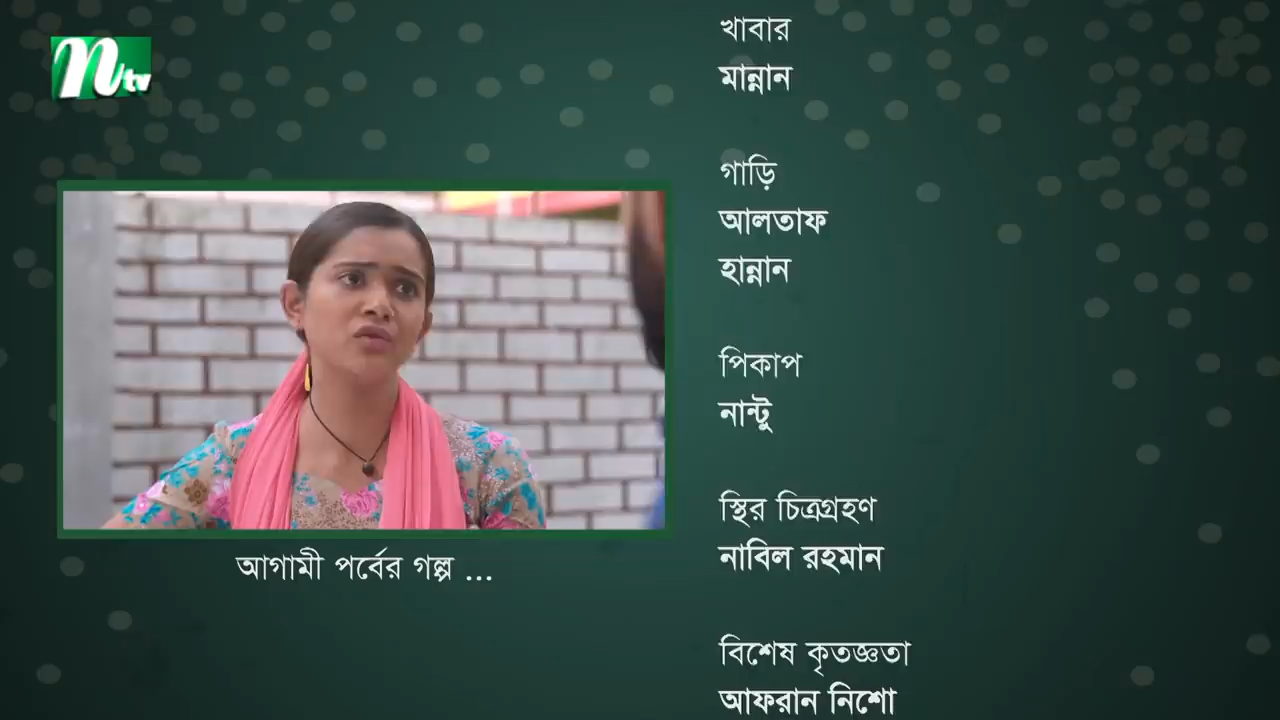 ntv
খাবার
মান্নান
গাড়ি
আলতাফ
হান্নান
পিকাপ
নান্টু
স্থির চিত্রগ্রহণ
নাবিল রহমান
বিশেষ কৃতজ্ঞতা
আফরান নিশো
আগামী পর্বের গল্প ...